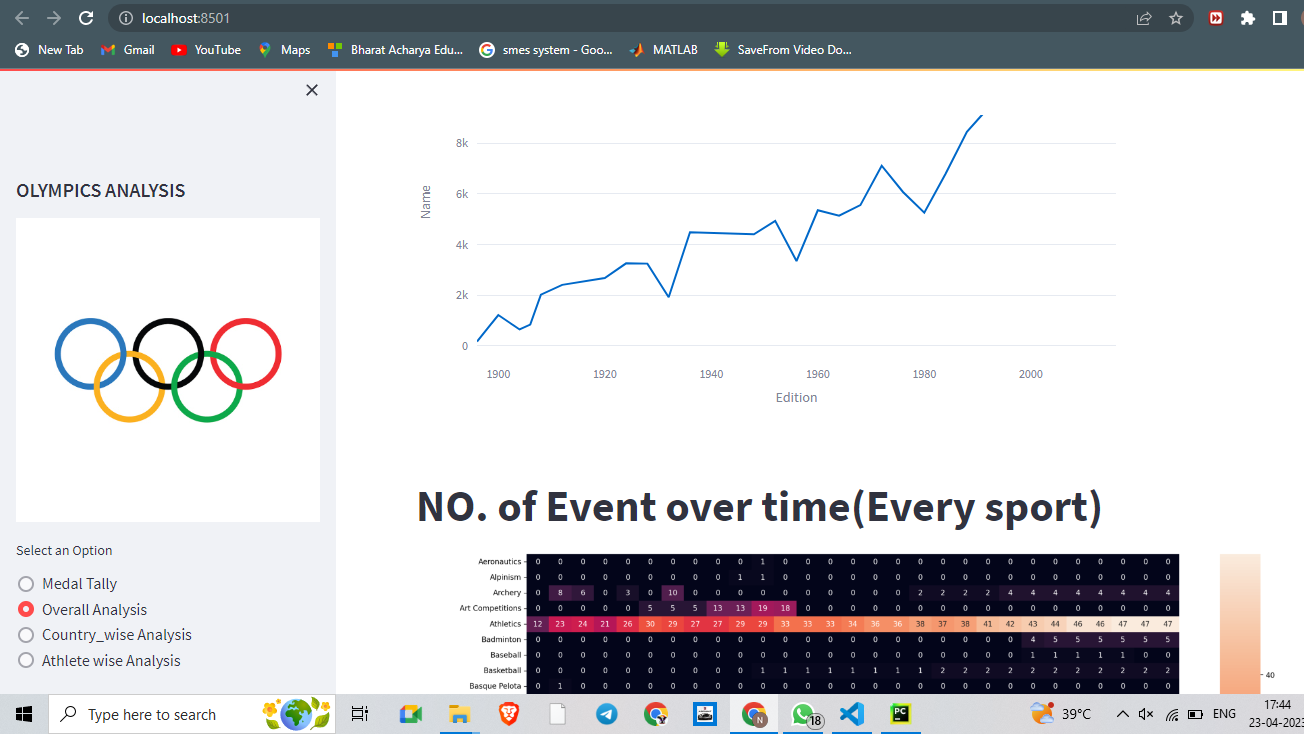 localhost:8501
New Tab Gmail YouTube Maps Bharat Acharya Edu... smes system - Goo... MATLAB SaveFrom Video Do...
OLYMPICS ANALYSIS
Select an Option
Medal Tally
Overall Analysis
Country_wise Analysis
Athlete wise Analysis
8k
6k
4k
2k
0
Name
1900 1920 1940 1960 1980 2000
Edition
NO. of Event over time(Every sport)
Aeronautics 0 0 0 0 0 0 0 0 0 0 1 0 0 0 0 0 0 0 0 0 0 0 0 0 0 0 0 0 0
Alpinism 0 0 0 0 0 0 0 0 0 1 1 0 0 0 0 0 0 0 0 0 0 0 0 0 0 0 0 0 0
Archery 0 8 6 0 3 0 10 0 0 0 0 0 0 0 0 0 0 2 2 2 2 4 4 4 4 4 4 4 4
Art Competitions 0 0 0 0 0 5 5 5 13 13 19 18 0 0 0 0 0 0 0 0 0 0 0 0 0 0 0 0 0
Athletics 12 23 24 21 26 30 29 27 27 29 29 33 33 33 34 36 36 38 37 38 41 42 43 44 46 46 47 47 47
Badminton 0 0 0 0 0 0 0 0 0 0 0 0 0 0 0 0 0 0 0 0 0 0 4 5 5 5 5 5 5
Baseball 0 0 0 0 0 0 0 0 0 0 0 0 0 0 0 0 0 0 0 0 0 0 1 1 1 1 1 0 0
Basketball 0 0 0 0 0 0 0 0 0 0 1 1 1 1 1 1 1 1 2 2 2 2 2 2 2 2 2 2 2
Basque Pelota 0 1 0 0 0 0 0 0 0 0 0 0 0 0 0 0 0 0 0 0 0 0 0 0 0 0 0 0 0
40
Type here to search
N
18
PC
39°C
ENG
17:44
23-04-2023